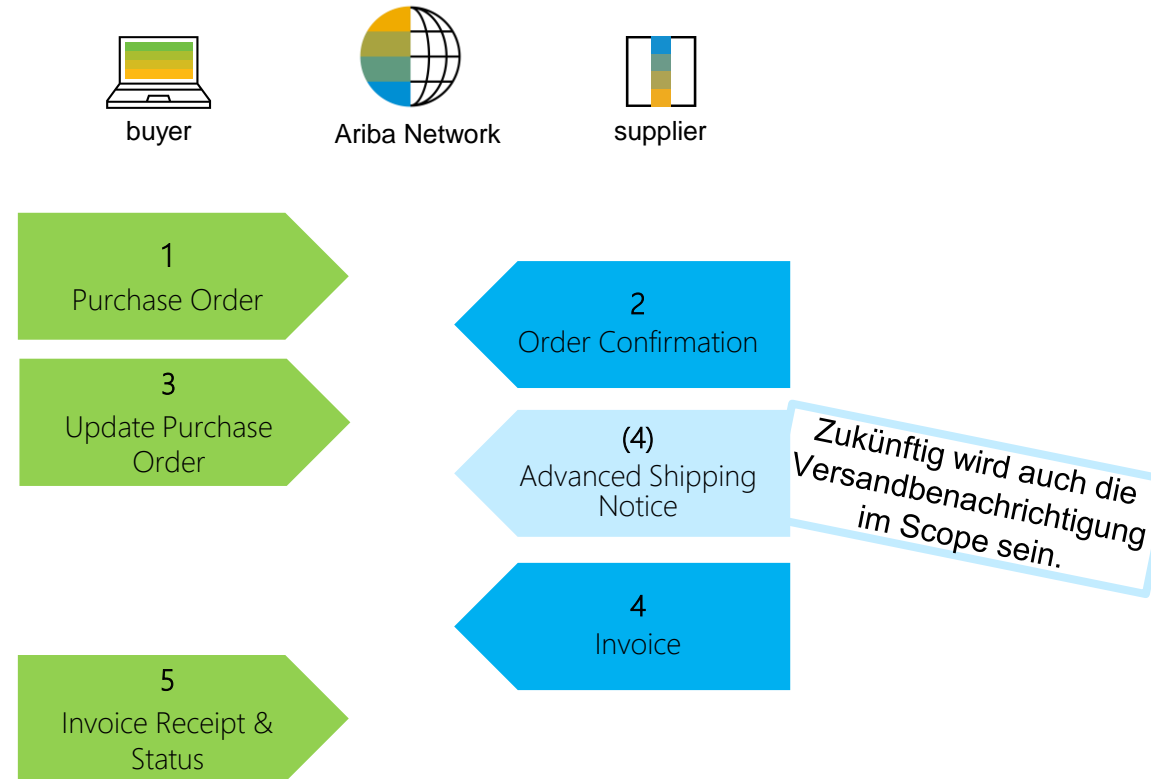 buyer
Ariba Network
supplier
1
Purchase Order
2
Order Confirmation
3
Update Purchase
Order
(4)
Advanced Shipping
Notice
Zukünftig wird auch die
Versandbenachrichtigung
im Scope sein.
4
Invoice
5
Invoice Receipt &
Status